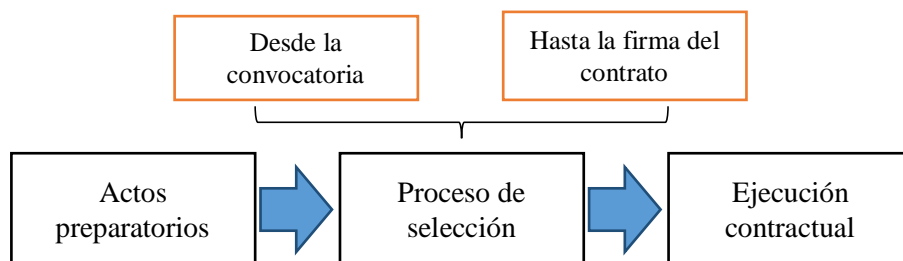 Desde la
convocatoria
Hasta la firma del
contrato
Actos
preparatorios
Proceso de
selección
Ejecución
contractual